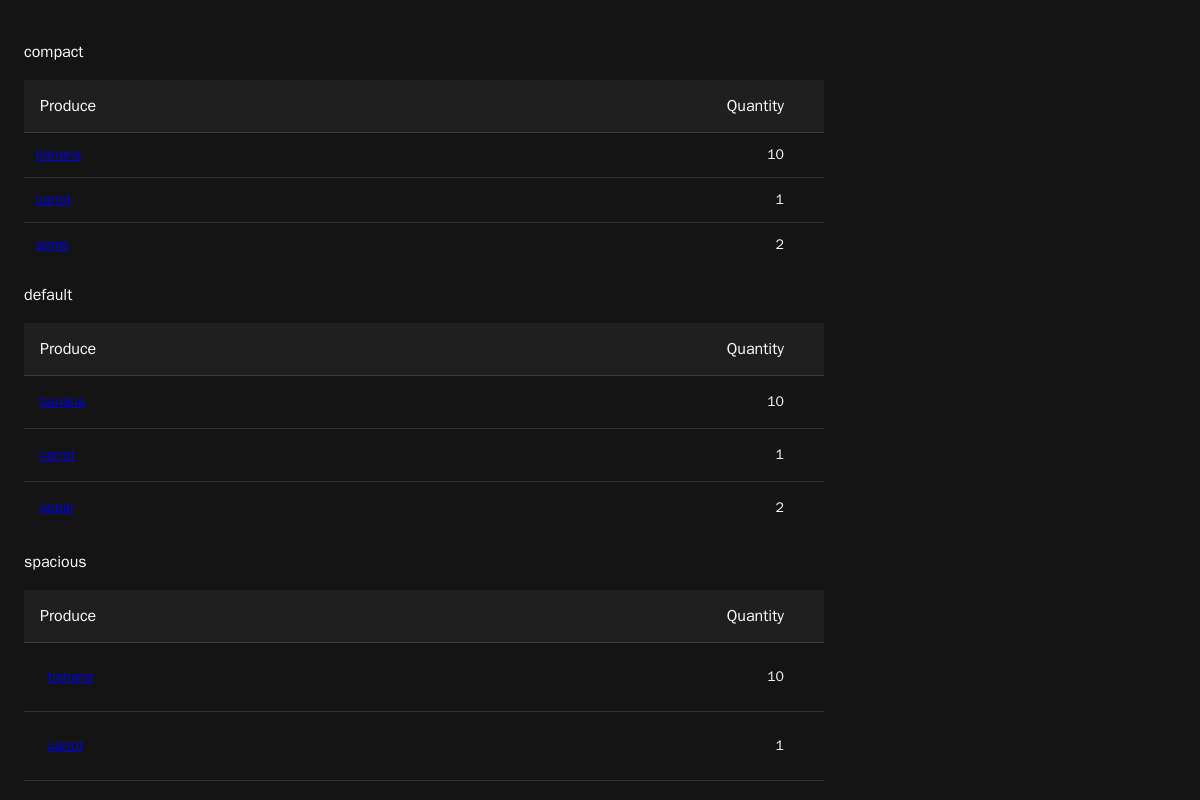 compact
Produce Quantity
banana 10
carrot 1
apple 2
default
Produce Quantity
banana 10
carrot 1
apple 2
spacious
Produce Quantity
banana 10
carrot 1